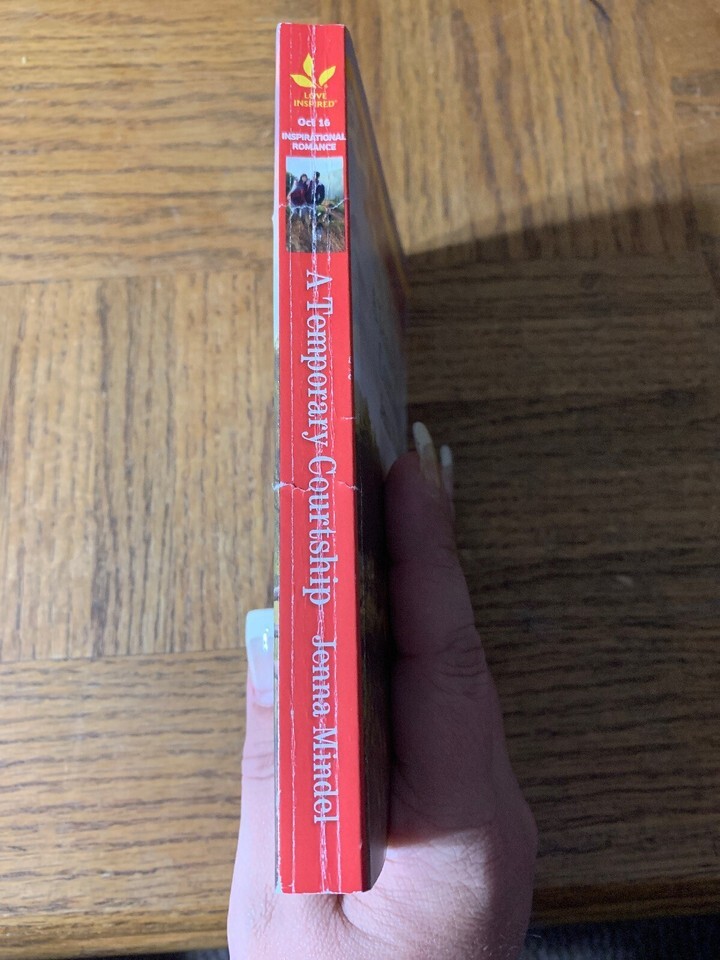 LOVE
INSPIRED®
Oct 16
INSPIRATIONAL
ROMANCE
A Temporary Courtship Jenna Mindel